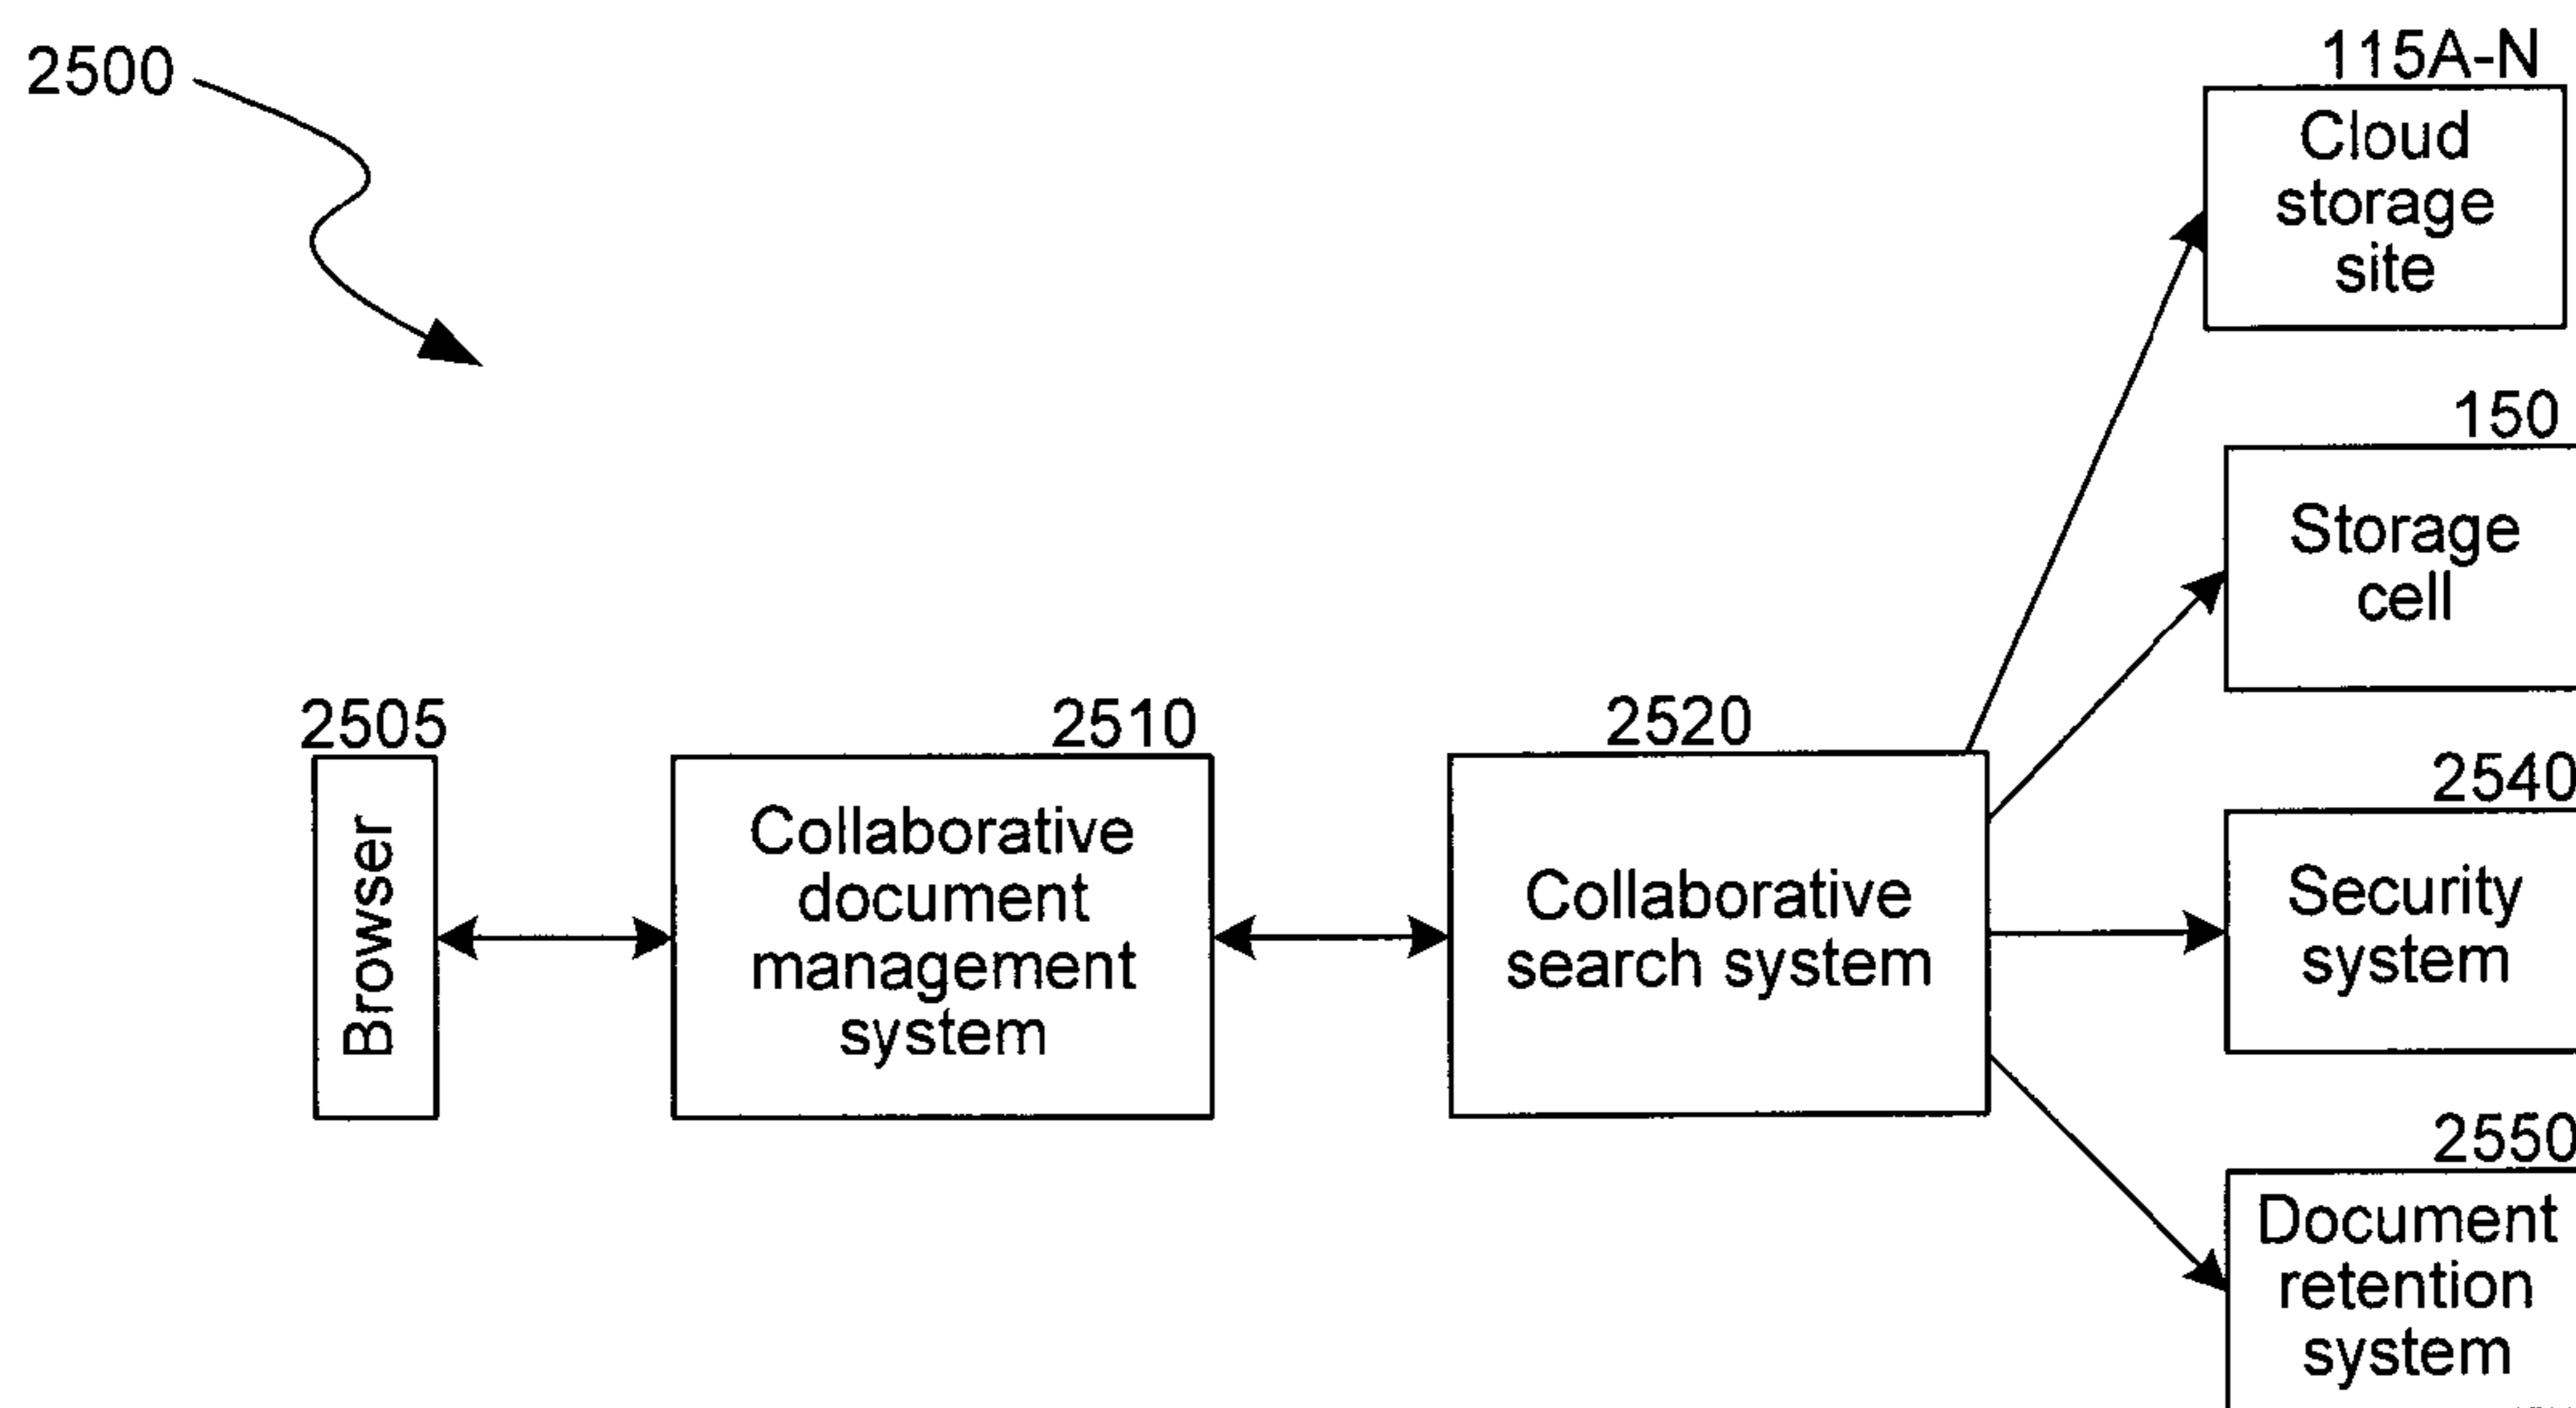 2500
115A-N
Cloud
storage
site
150
Storage
cell
2505
Browser
2510
Collaborative
document
management
system
2520
Collaborative
search system
2540
Security
system
2550
Document
retention
system